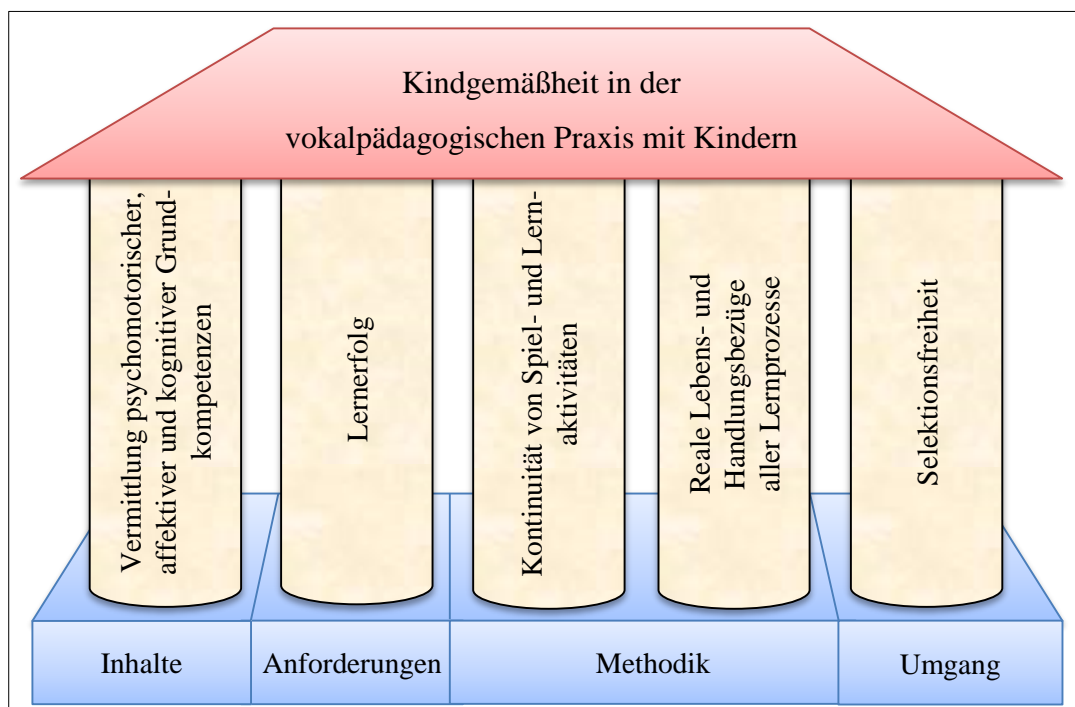 Kindgemäßheit in der
vokalpädagogischen Praxis mit Kindern
Vermittlung psychomotorischer,
affektiver und kognitiver Grund-
kompetenzen
Lernerfolg
Kontinuität von Spiel- und Lern-
aktivitäten
Reale Lebens- und
Handlungsbezüge
aller Lernprozesse
Selektionsfreiheit
Inhalte
Anforderungen
Methodik
Umgang